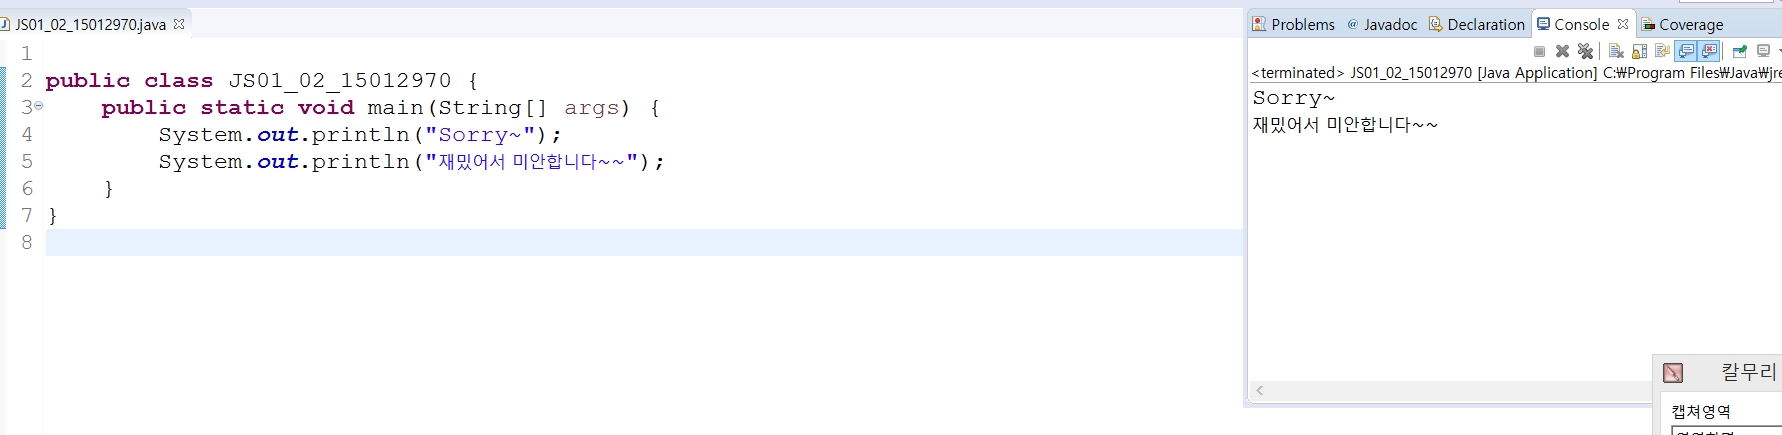 JS01_02_15012970.java
1
2 public class JS01_02_15012970 {
3 public static void main(String[] args) {
4 System.out.println("Sorry~");
5 System.out.println("재밌어서 미안합니다~~");
6 }
7 }
8
Problems @ Javadoc Declaration Console Coverage
<terminated> JS01_02_15012970 [Java Application] C:₩Program Files₩Java₩jre
Sorry~
재밌어서 미안합니다~~
칼무리
캡쳐영역